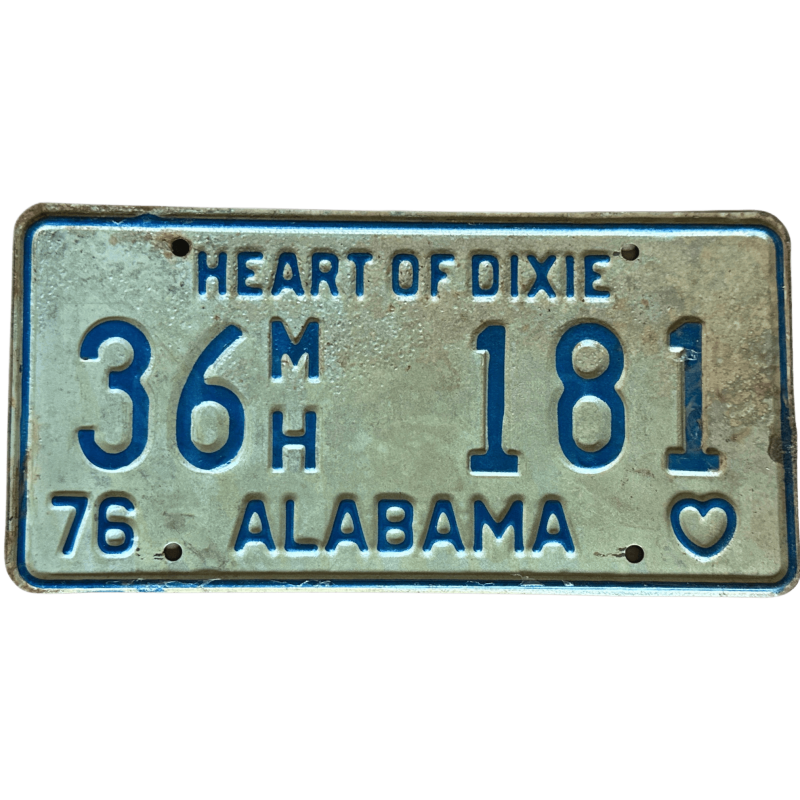 HEART OF DIXIE
36 MH 181
76 ALABAMA